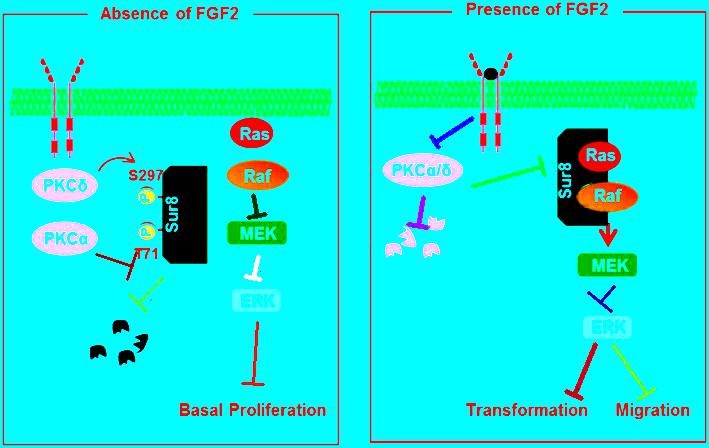 Absence of FGF2
Ras
Raf
MEK
ERK
Basal Proliferation
PKCδ
PKCα
S297
P
P
T71
Sur8
Presence of FGF2
PKCα/δ
Sur8
Ras
Raf
MEK
ERK
Transformation
Migration